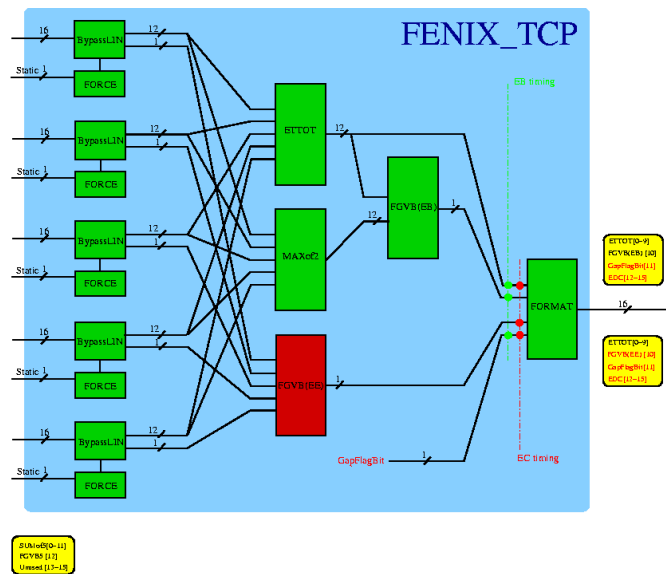 FENIX_TCP
16
BypassLIN
12
1
Static 1
FORCE
16
BypassLIN
12
1
Static 1
FORCE
16
BypassLIN
12
1
Static 1
FORCE
16
BypassLIN
12
1
Static 1
FORCE
16
BypassLIN
12
1
Static 1
FORCE
ETTOT
12
MAXof2
12
FGVB(EB)
1
FGVB(EE)
1
GapFlagBit
1
EB timing
EC timing
FORMAT
16
ETTOT[0-9]
FGVB(EB) [10]
GapFlagBit[11]
EDC[12-15]
ETTOT[0-9]
FGVB(EE) [10]
GapFlagBit[11]
EDC[12-15]
SUMof5[0-11]
FGVB5 [12]
Unused [13-15]